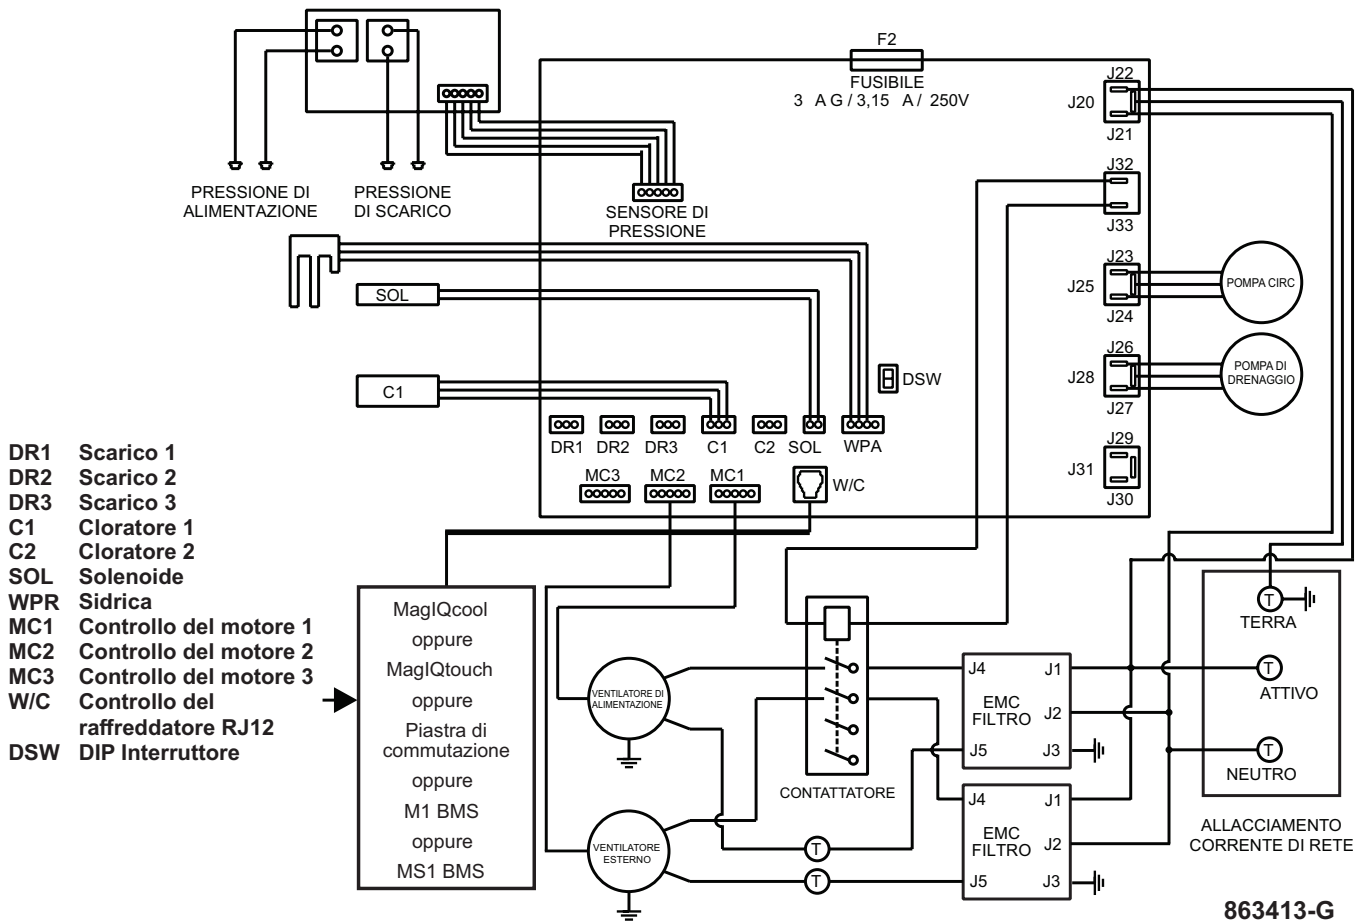 F2
FUSIBILE
3 A G / 3,15 A / 250V
J22
J20
J21
PRESSIONE DI
ALIMENTAZIONE
PRESSIONE
DI SCARICO
SENSORE DI
PRESSIONE
J32
J33
SOL
J23
J25
J24
POMPA CIRC
C1
DSW
J26
J28
J27
POMPA DI
DRENAGGIO
DR1
DR2
DR3
C1
C2
SOL
WPA
J29
J31
J30
MC3
MC2
MC1
W/C
DR1 Scarico 1
DR2 Scarico 2
DR3 Scarico 3
C1 Cloratore 1
C2 Cloratore 2
SOL Solenoide
WPR Sidrica
MC1 Controllo del motore 1
MC2 Controllo del motore 2
MC3 Controllo del motore 3
W/C Controllo del
raffreddatore RJ12
DSW DIP Interruttore
MagIQcool
oppure
MagIQtouch
oppure
Piastra di
commutazione
oppure
M1 BMS
oppure
MS1 BMS
VENTILATORE DI
ALIMENTAZIONE
VENTILATORE
ESTERNO
CONTATTATORE
T
T
J4
J1
EMC
FILTRO
J2
J5
J3
J4
J1
EMC
FILTRO
J2
J5
J3
T
TERRA
T
ATTIVO
T
NEUTRO
ALLACCIAMENTO
CORRENTE DI RETE
863413-G